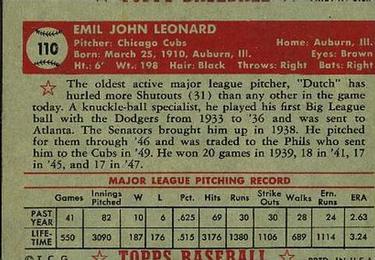 110
EMIL JOHN LEONARD
Pitcher: Chicago Cubs Home: Auburn, Ill.
Born: March 25, 1910, Auburn, Ill. Eyes: Brown
Ht.: 6' Wt.: 198 Hair: Black Throws: Right Bats: Right
The oldest active major league pitcher, "Dutch" has
hurled more Shutouts (31) than any other in the game
today. A knuckle-ball specialist, he played his first Big League
ball with the Dodgers from 1933 to '36 and was sent to
Atlanta. The Senators brought him up in 1938. He pitched
for them through '46 and was traded to the Phils who sent
him to the Cubs in '49. He won 20 games in 1939, 18 in '41, 17
in '45, and 17 in '47.
MAJOR LEAGUE PITCHING RECORD
Games Innings Pitched W L Pct. Hits Runs Strike Outs Walks Ern. Runs ERA
PAST YEAR 41 82 10 6 .625 69 30 30 28 24 2.63
LIFE-TIME 550 3090 187 176 .515 3176 1380 1106 689 1114 3.24
© T.C.G. TOPPS BASEBALL PRTD. IN U.S.A.